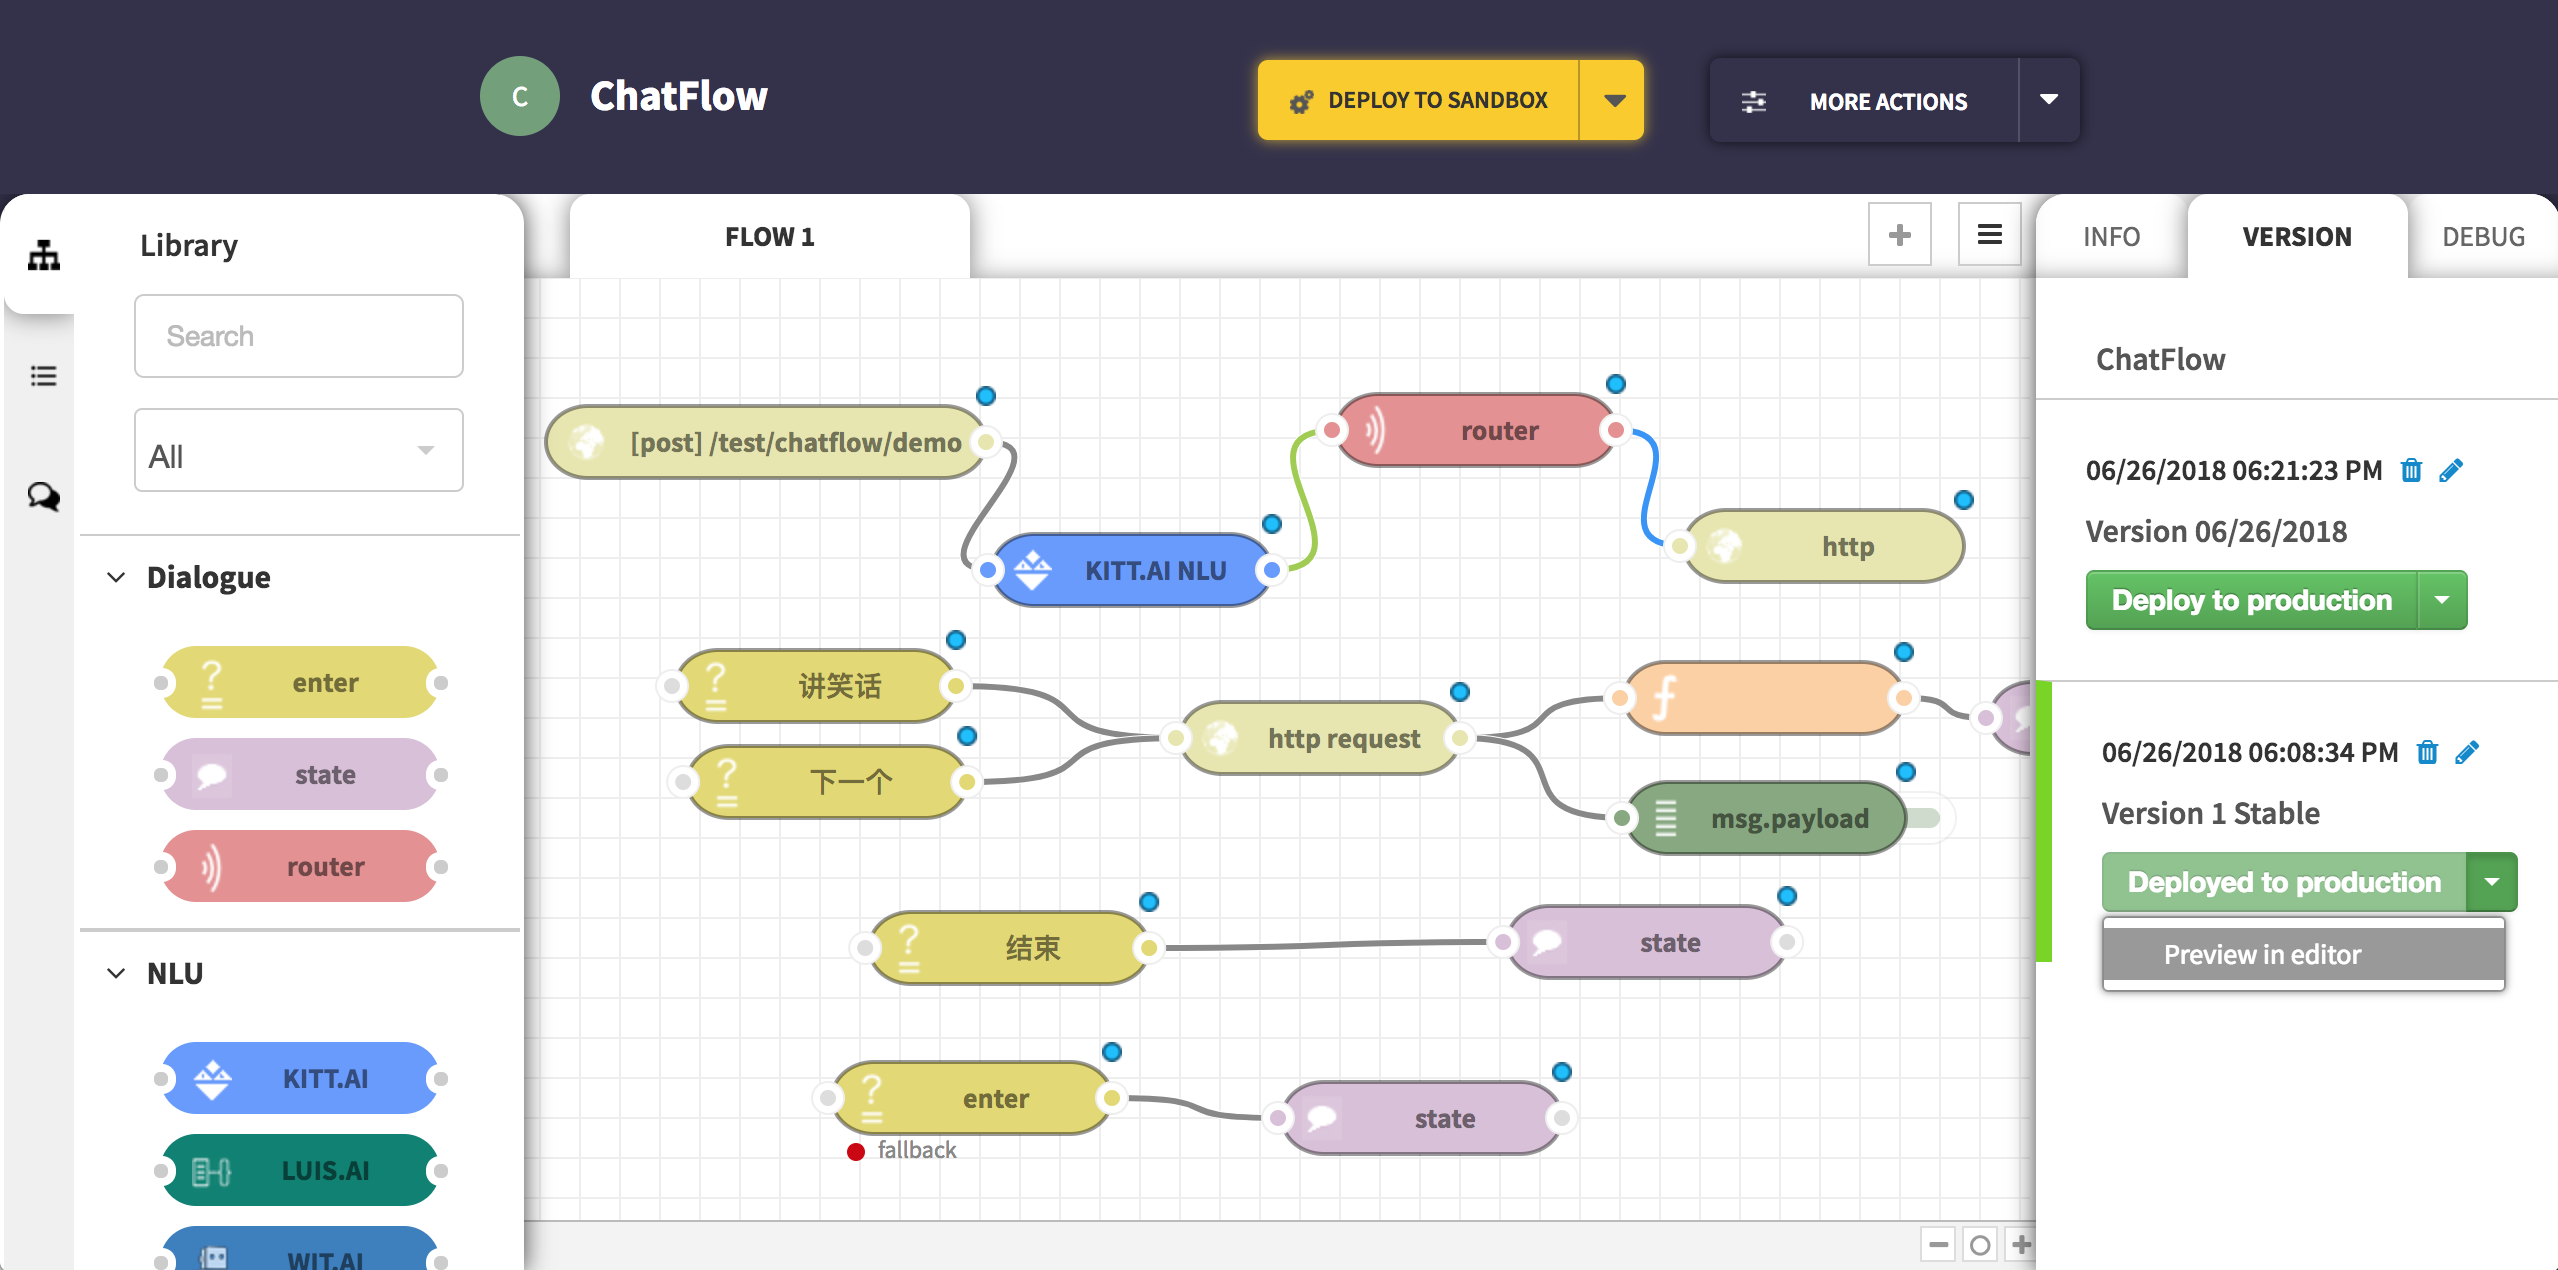 C
ChatFlow
DEPLOY TO SANDBOX
MORE ACTIONS
Library
Search
All
Dialogue
enter
state
router
NLU
KITT.AI
LUIS.AI
WIT.AI
FLOW 1
[post] /test/chatflow/demo
router
KITT.AI NLU
http
讲笑话
下一个
http request
msg.payload
结束
state
enter
fallback
state
INFO
VERSION
DEBUG
ChatFlow
06/26/2018 06:21:23 PM
Version 06/26/2018
Deploy to production
06/26/2018 06:08:34 PM
Version 1 Stable
Deployed to production
Preview in editor